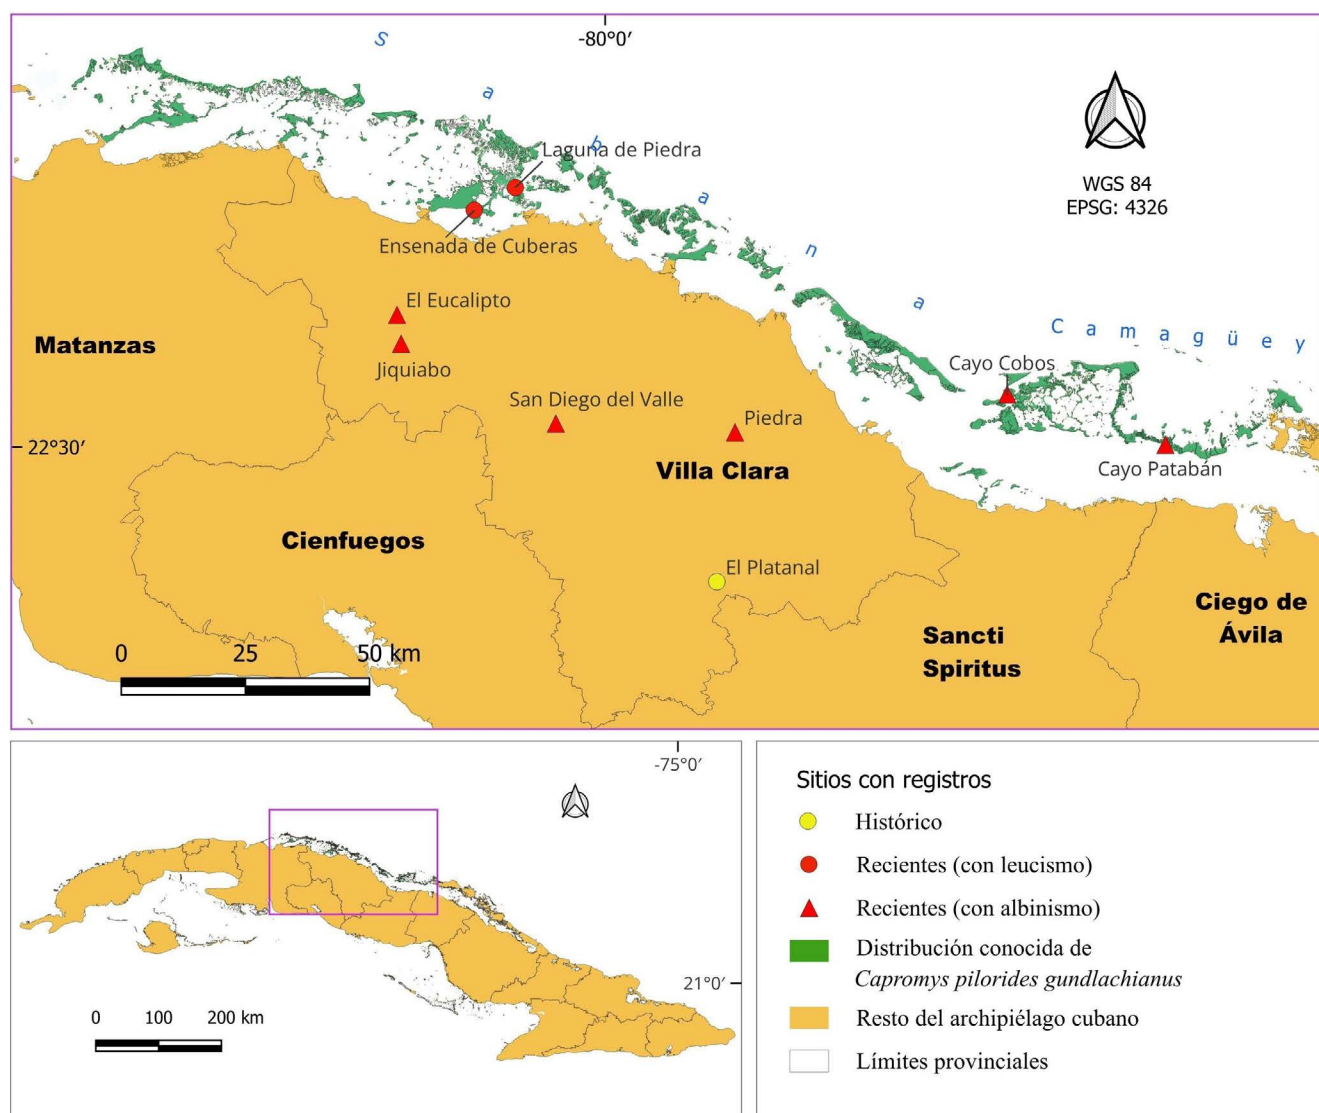 -80°0′
S a b a n a
C a m a g ü e y
Laguna de Piedra
WGS 84
EPSG: 4326
Ensenada de Cuberas
El Eucalipto
Matanzas
Jiquiabo
Cayo Cobos
San Diego del Valle
Piedra
22°30′
Villa Clara
Cayo Patabán
Cienfuegos
El Platanal
Ciego de
Ávila
Sancti
Spiritus
0 25 50 km
-75°0′
21°0′
0 100 200 km
Sitios con registros
Histórico
Recientes (con leucismo)
Recientes (con albinismo)
Distribución conocida de
Capromys pilorides gundlachianus
Resto del archipiélago cubano
Límites provinciales